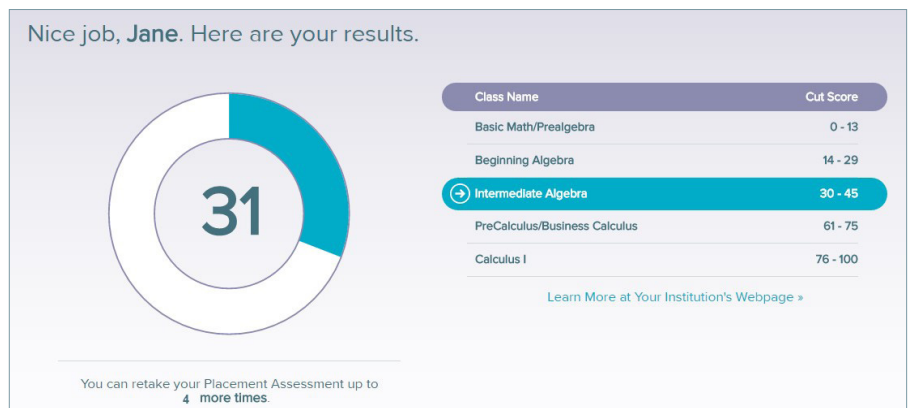 Nice job, Jane. Here are your results.
31
You can retake your Placement Assessment up to
4 more times.
Class Name Cut Score
Basic Math/Prealgebra 0 - 13
Beginning Algebra 14 - 29
Intermediate Algebra 30 - 45
PreCalculus/Business Calculus 61 - 75
Calculus I 76 - 100
Learn More at Your Institution's Webpage »